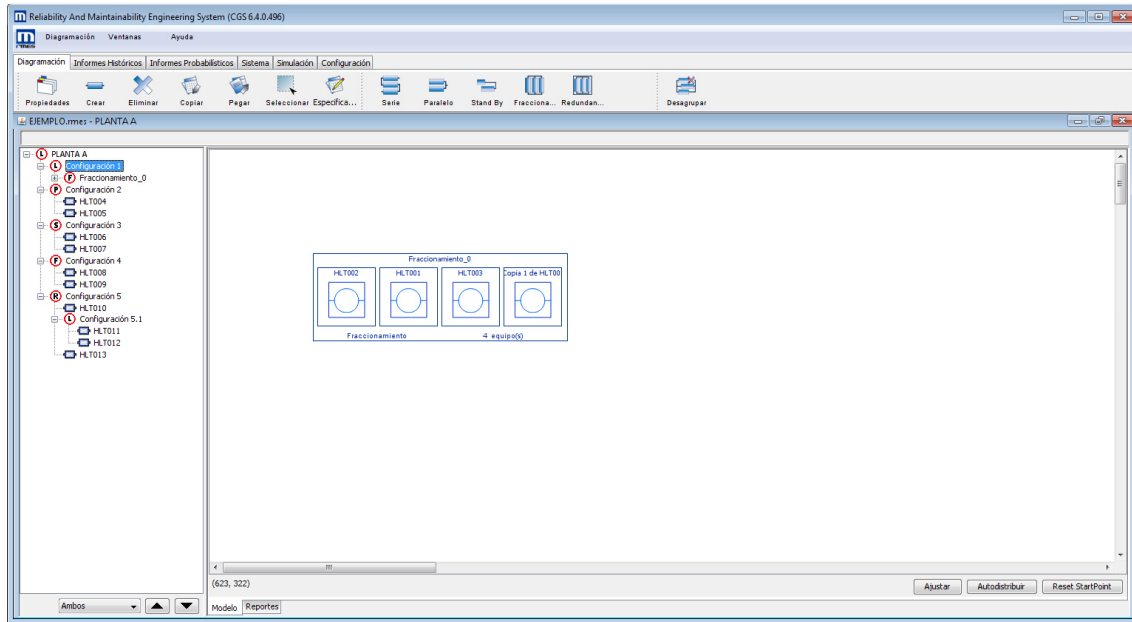 Reliability And Maintainability Engineering System (CGS 6.4.0.496)
rmes
Diagramación Ventanas Ayuda
Diagramación Informes Históricos Informes Probabilísticos Sistema Simulación Configuración
Propiedades Crear Eliminar Copiar Pegar Seleccionar Especifica... Serie Paralelo Stand By Fracciona... Redundan... Desagrupar
EJEMPLO.rmes - PLANTA A
L PLANTA A
L Configuración 1
F Fraccionamiento_0
P Configuración 2
HLT004
HLT005
S Configuración 3
HLT006
HLT007
F Configuración 4
HLT008
HLT009
R Configuración 5
HLT010
L Configuración 5.1
HLT011
HLT012
HLT013
Fraccionamiento_0
HLT002 HLT001 HLT003 Copia 1 de HLT00
Fraccionamiento 4 equipo(s)
(623, 322)
Ajustar Autodistribuir Reset StartPoint
Ambos
Modelo Reportes